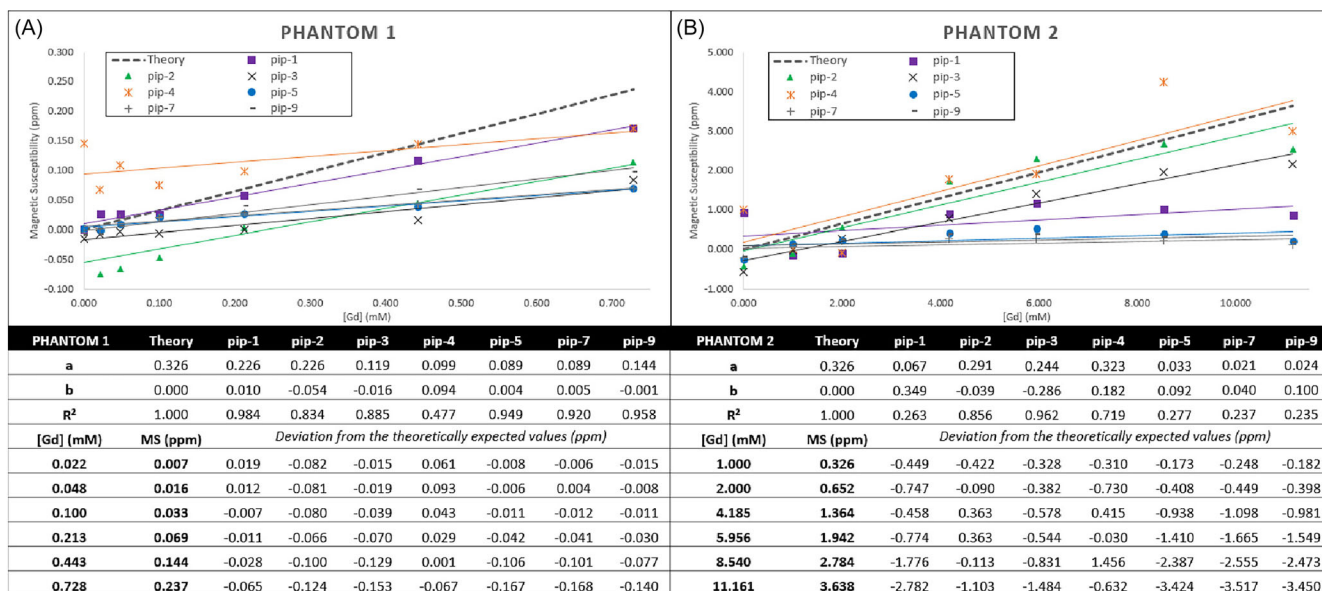 (A)
PHANTOM 1
0.300
0.250
0.200
0.150
0.100
0.050
0.000
-0.050
-0.100
Magnetic Susceptibility (ppm)
Theory pip-1
pip-2 pip-3
pip-4 pip-5
pip-7 pip-9
0.000 0.100 0.200 0.300 0.400 0.500 0.600 0.700
[Gd] (mM)
(B)
PHANTOM 2
5.000
4.000
3.000
2.000
1.000
0.000
-1.000
Magnetic Susceptibility (ppm)
Theory pip-1
pip-2 pip-3
pip-4 pip-5
pip-7 pip-9
0.000 2.000 4.000 6.000 8.000 10.000
[Gd] (mM)
PHANTOM 1 Theory pip-1 pip-2 pip-3 pip-4 pip-5 pip-7 pip-9
a 0.326 0.226 0.226 0.119 0.099 0.089 0.089 0.144
b 0.000 0.010 -0.054 -0.016 0.094 0.004 0.005 -0.001
R² 1.000 0.984 0.834 0.885 0.477 0.949 0.920 0.958
[Gd] (mM) MS (ppm) Deviation from the theoretically expected values (ppm)
0.022 0.007 0.019 -0.082 -0.015 0.061 -0.008 -0.006 -0.015
0.048 0.016 0.012 -0.081 -0.019 0.093 -0.006 0.004 -0.008
0.100 0.033 -0.007 -0.080 -0.039 0.043 -0.011 -0.012 -0.011
0.213 0.069 -0.011 -0.066 -0.070 0.029 -0.042 -0.041 -0.030
0.443 0.144 -0.028 -0.100 -0.129 0.001 -0.106 -0.101 -0.077
0.728 0.237 -0.065 -0.124 -0.153 -0.067 -0.167 -0.168 -0.140
PHANTOM 2 Theory pip-1 pip-2 pip-3 pip-4 pip-5 pip-7 pip-9
a 0.326 0.067 0.291 0.244 0.323 0.033 0.021 0.024
b 0.000 0.349 -0.039 -0.286 0.182 0.092 0.040 0.100
R² 1.000 0.263 0.856 0.962 0.719 0.277 0.237 0.235
[Gd] (mM) MS (ppm) Deviation from the theoretically expected values (ppm)
1.000 0.326 -0.449 -0.422 -0.328 -0.310 -0.173 -0.248 -0.182
2.000 0.652 -0.747 -0.090 -0.382 -0.730 -0.408 -0.449 -0.398
4.185 1.364 -0.458 0.363 -0.578 0.415 -0.938 -1.098 -0.981
5.956 1.942 -0.774 0.363 -0.544 -0.030 -1.410 -1.665 -1.549
8.540 2.784 -1.776 -0.113 -0.831 1.456 -2.387 -2.555 -2.473
11.161 3.638 -2.782 -1.103 -1.484 -0.632 -3.424 -3.517 -3.450